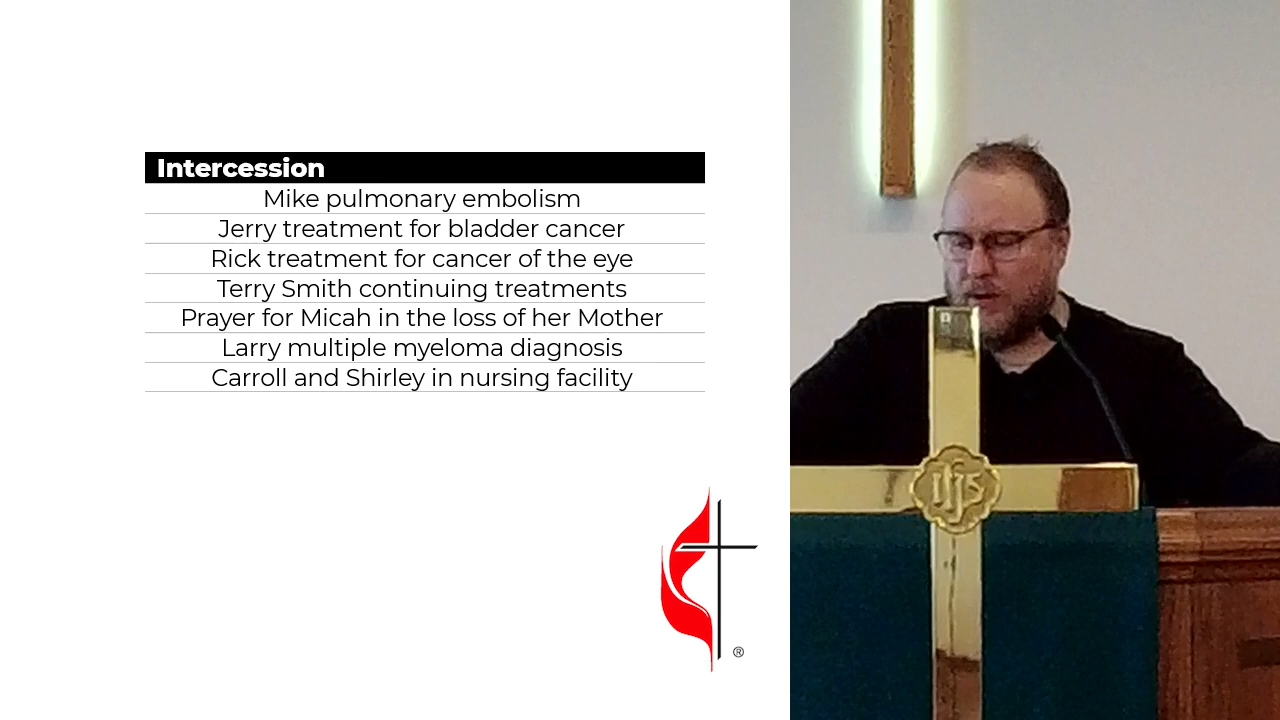 Intercession
Mike pulmonary embolism
Jerry treatment for bladder cancer
Rick treatment for cancer of the eye
Terry Smith continuing treatments
Prayer for Micah in the loss of her Mother
Larry multiple myeloma diagnosis
Carroll and Shirley in nursing facility
®
IHS